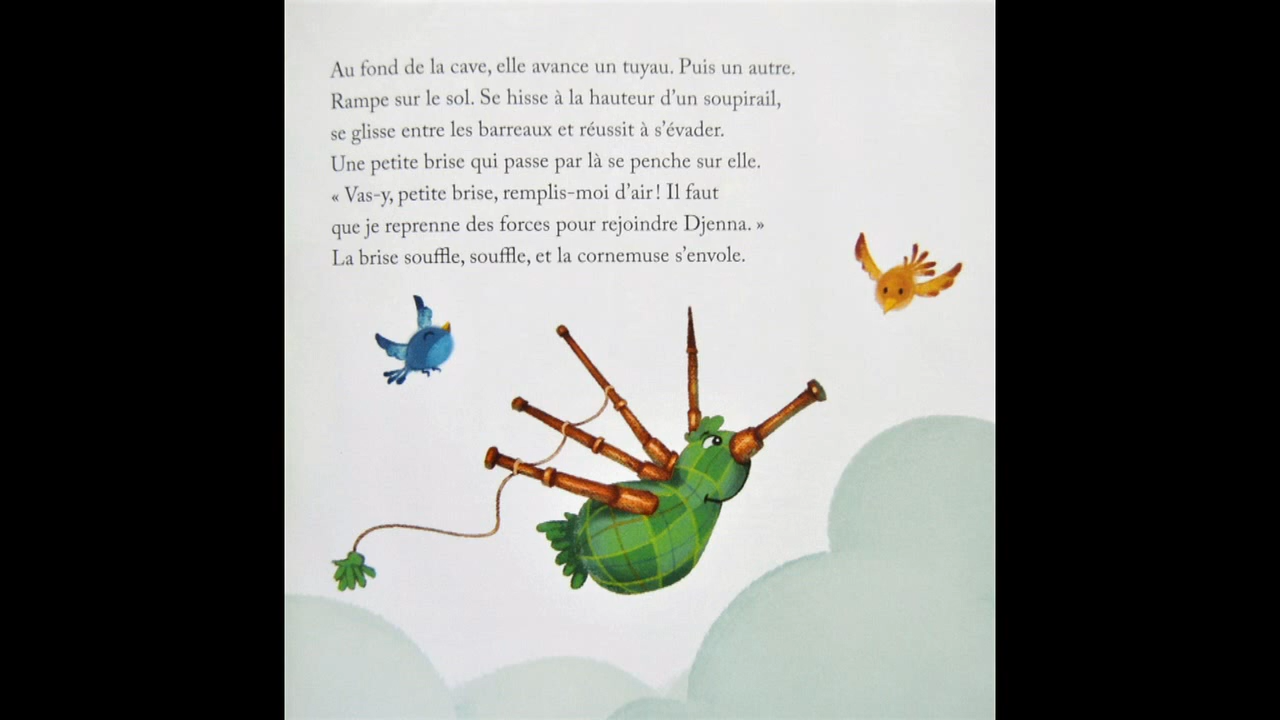 Au fond de la cave, elle avance un tuyau. Puis un autre.
Rampe sur le sol. Se hisse à la hauteur d'un soupirail,
se glisse entre les barreaux et réussit à s'évader.
Une petite brise qui passe par là se penche sur elle.
« Vas-y, petite brise, remplis-moi d'air ! Il faut
que je reprenne des forces pour rejoindre Djenna. »
La brise souffle, souffle, et la cornemuse s'envole.